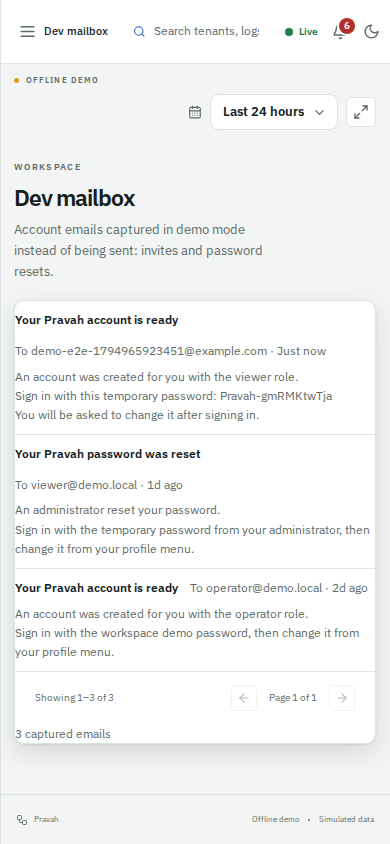 Dev mailbox
Search tenants, logs
Live
6
OFFLINE DEMO
Last 24 hours
WORKSPACE
Dev mailbox
Account emails captured in demo mode
instead of being sent: invites and password
resets.
Your Pravah account is ready
To demo-e2e-1794965923451@example.com · Just now
An account was created for you with the viewer role.
Sign in with this temporary password: Pravah-gmRMKtwTja
You will be asked to change it after signing in.
Your Pravah password was reset
To viewer@demo.local · 1d ago
An administrator reset your password.
Sign in with the temporary password from your administrator, then
change it from your profile menu.
Your Pravah account is ready To operator@demo.local · 2d ago
An account was created for you with the operator role.
Sign in with the workspace demo password, then change it from
your profile menu.
Showing 1–3 of 3
Page 1 of 1
3 captured emails
Pravah
Offline demo • Simulated data